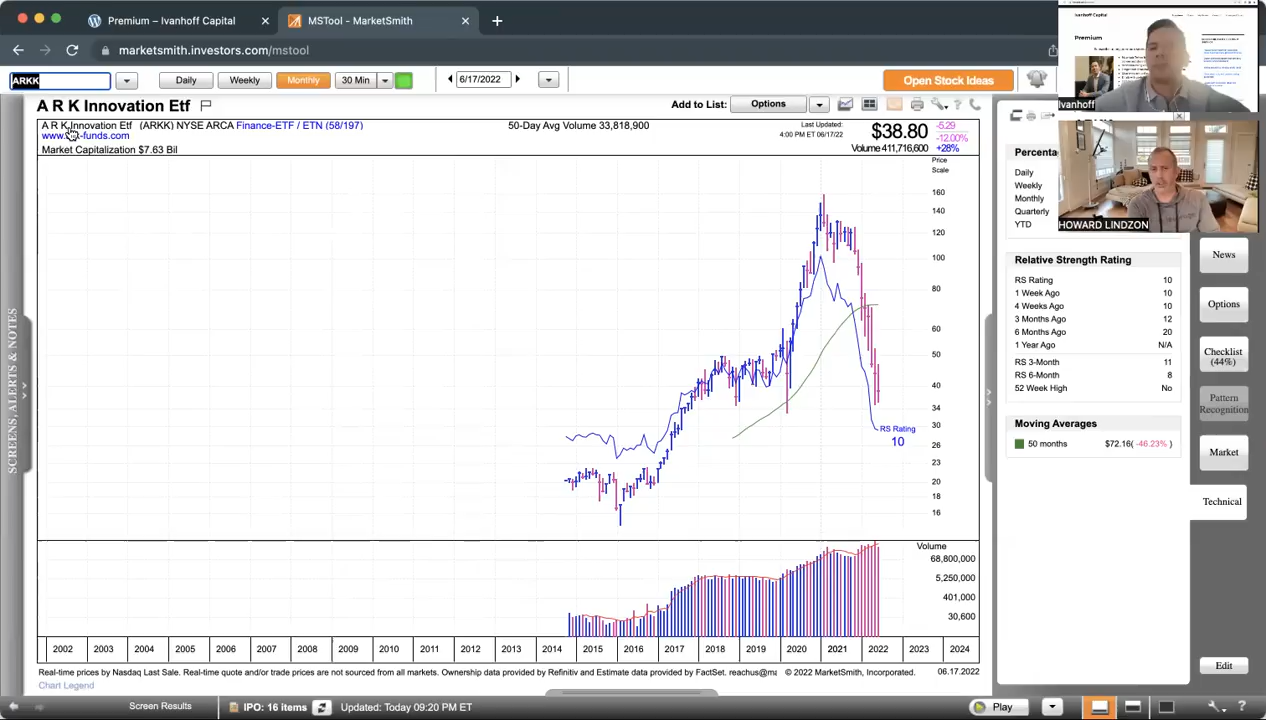 Premium – Ivanhoff Capital
MSTool - MarketSmith
marketsmith.investors.com/mstool
ARKK
Daily
Weekly
Monthly
30 Min
6/17/2022
Open Stock Ideas
A R K Innovation Etf
Add to List:
Options
A R K Innovation Etf (ARKK) NYSE ARCA Finance-ETF / ETN (58/197)
50-Day Avg Volume 33,818,900
Last Updated:
4:00 PM ET 06/17/22
$38.80
-5.29
-12.00%
Market Capitalization $7.63 Bil
Volume 411,716,600
+28%
Price
Scale
160
140
120
100
80
60
50
40
34
28
26
23
20
18
16
RS Rating
10
Volume
68,800,000
5,250,000
401,000
30,600
2002 2003 2004 2005 2006 2007 2008 2009 2010 2011 2012 2013 2014 2015 2016 2017 2018 2019 2020 2021 2022 2023 2024
Real-time prices by Nasdaq Last Sale. Real-time quote and/or trade prices are not sourced from all markets. Ownership data provided by Refinitiv and Estimate data provided by FactSet. reachus@ma © 2022 MarketSmith, Incorporated.
06.17.2022
Chart Legend
SCREENS, ALERTS & NOTES
Screen Results
IPO: 16 items
Updated: Today 09:20 PM ET
Play
Ivanhoff Capital
Premium
Ivanhoff
HOWARD LINDZON
Percenta
Daily
Weekly
Monthly
Quarterly
YTD
Relative Strength Rating
RS Rating 10
1 Week Ago 10
4 Weeks Ago 10
3 Months Ago 12
6 Months Ago 20
1 Year Ago N/A
RS 3-Month 11
RS 6-Month 8
52 Week High No
Moving Averages
50 months $72.16( -46.23% )
News
Options
Checklist
(44%)
Pattern
Recognition
Market
Technical
Edit